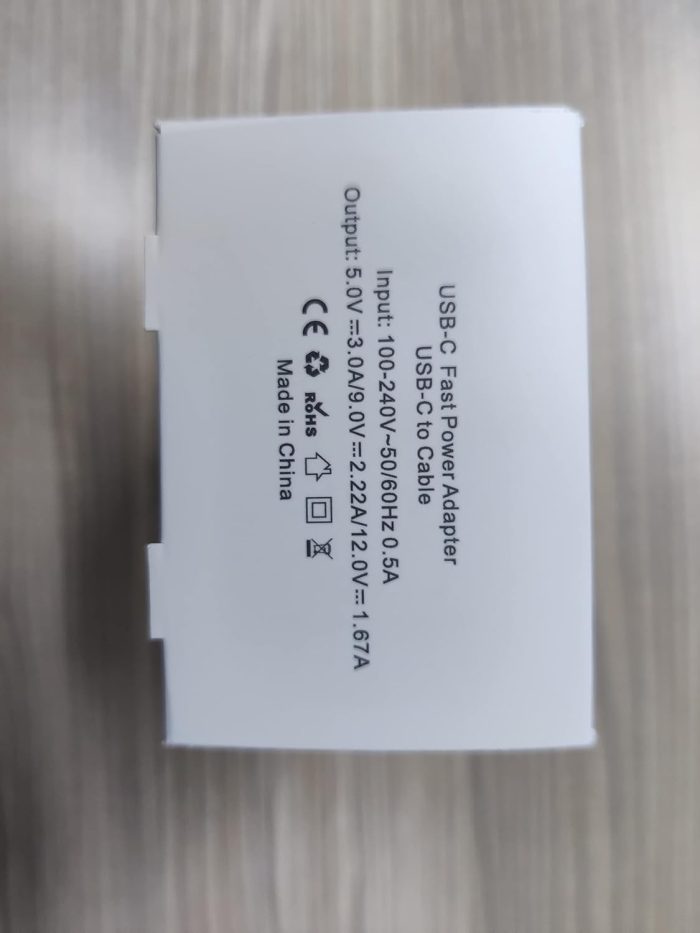 USB-C Fast Power Adapter
USB-C to Cable
Input: 100-240V~50/60Hz 0.5A
Output: 5.0V⎓3.0A/9.0V⎓2.22A/12.0V⎓1.67A
CE RoHS
Made in China